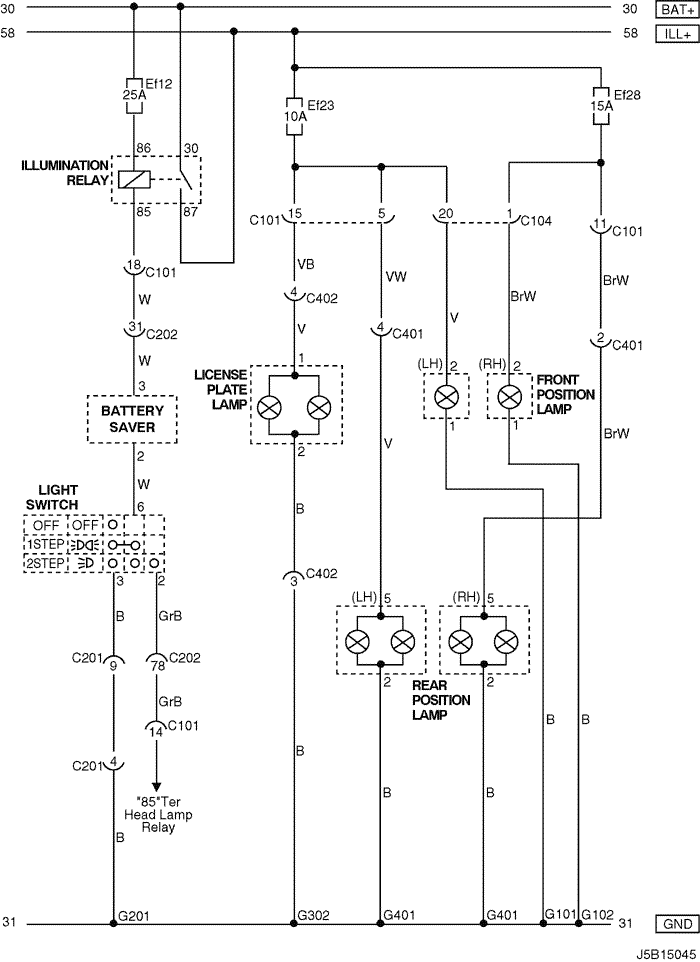 30 30 BAT+
58 58 ILL+
Ef12
25A
Ef23
10A
Ef28
15A
86 30
ILLUMINATION
RELAY
85 87
15 5 20 1 11
C101 C104 C101
18
C101
VB
VW
BrW
BrW
W
4
C402
31
C202
V
4
C401
V
2
C401
W
1
(LH) 2
(RH) 2
LICENSE
PLATE
LAMP
FRONT
POSITION
LAMP
3
BATTERY
SAVER
1
1
2
2
V
BrW
W
B
LIGHT
SWITCH
6
OFF OFF
1STEP
2STEP
3 2
C402
3
B
GrB
(LH) 5
(RH) 5
C201
9
78
C202
2
2
REAR
POSITION
LAMP
GrB
14
C101
B
B
B
C201
4
"85"Ter
Head Lamp
Relay
B
B
B
31 G201 G302 G401 G401 G101 G102 31 GND
J5B15045